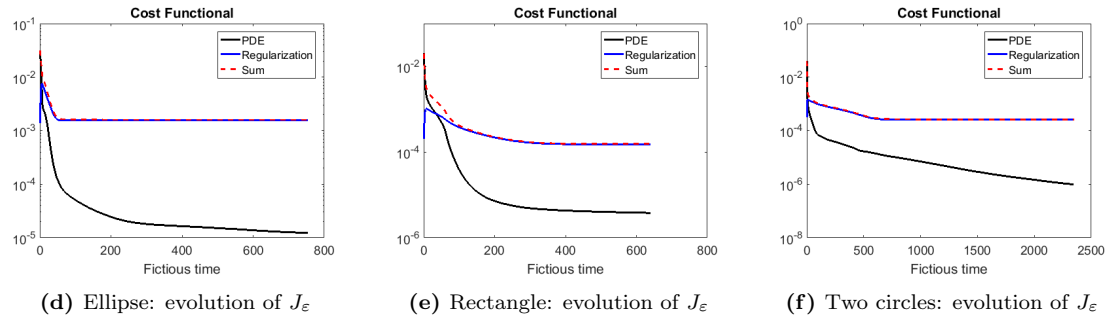 Cost Functional
10^-1
10^-2
10^-3
10^-4
10^-5
0 200 400 600 800
Fictious time
PDE
Regularization
Sum
(d) Ellipse: evolution of J_ε
Cost Functional
10^-2
10^-4
10^-6
0 200 400 600 800
Fictious time
PDE
Regularization
Sum
(e) Rectangle: evolution of J_ε
Cost Functional
10^0
10^-2
10^-4
10^-6
10^-8
0 500 1000 1500 2000 2500
Fictious time
PDE
Regularization
Sum
(f) Two circles: evolution of J_ε